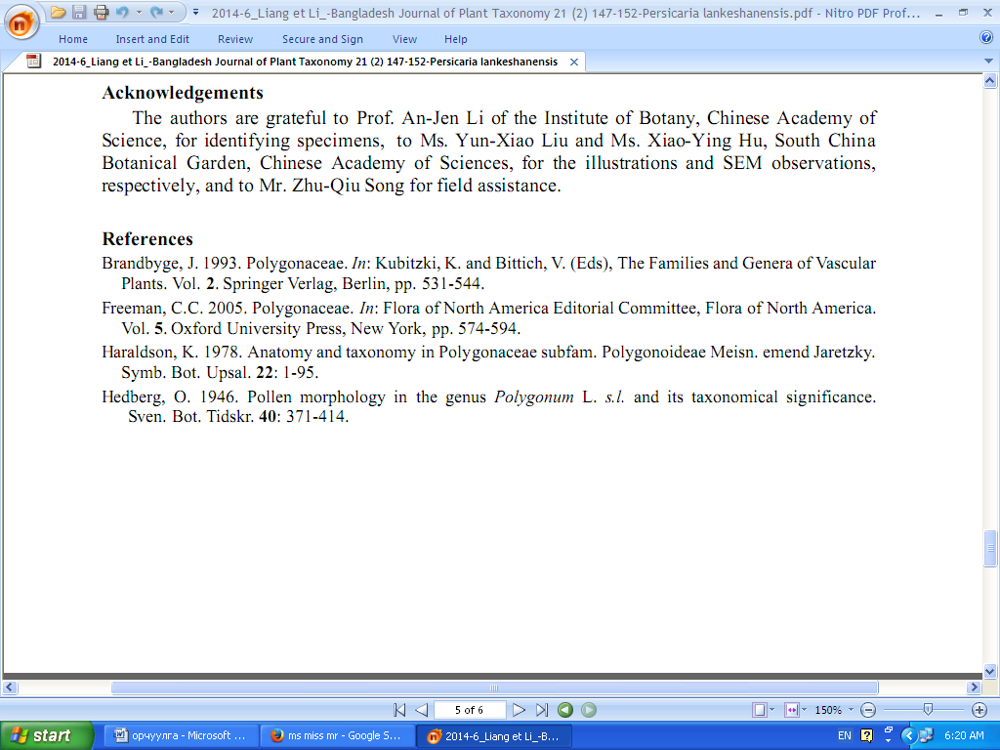 2014-6_Liang et Li_-Bangladesh Journal of Plant Taxonomy 21 (2) 147-152-Persicaria lankeshanensis.pdf - Nitro PDF Prof...
Home Insert and Edit Review Secure and Sign View Help
2014-6_Liang et Li_-Bangladesh Journal of Plant Taxonomy 21 (2) 147-152-Persicaria lankeshanensis
Acknowledgements
The authors are grateful to Prof. An-Jen Li of the Institute of Botany, Chinese Academy of
Science, for identifying specimens, to Ms. Yun-Xiao Liu and Ms. Xiao-Ying Hu, South China
Botanical Garden, Chinese Academy of Sciences, for the illustrations and SEM observations,
respectively, and to Mr. Zhu-Qiu Song for field assistance.
References
Brandbyge, J. 1993. Polygonaceae. In: Kubitzki, K. and Bittich, V. (Eds), The Families and Genera of Vascular
Plants. Vol. 2. Springer Verlag, Berlin, pp. 531-544.
Freeman, C.C. 2005. Polygonaceae. In: Flora of North America Editorial Committee, Flora of North America.
Vol. 5. Oxford University Press, New York, pp. 574-594.
Haraldson, K. 1978. Anatomy and taxonomy in Polygonaceae subfam. Polygonoideae Meisn. emend Jaretzky.
Symb. Bot. Upsal. 22: 1-95.
Hedberg, O. 1946. Pollen morphology in the genus Polygonum L. s.l. and its taxonomical significance.
Sven. Bot. Tidskr. 40: 371-414.
5 of 6
150%
start
орчуулга - Microsoft ...
ms miss mr - Google S...
2014-6_Liang et Li_-B...
EN
6:20 AM